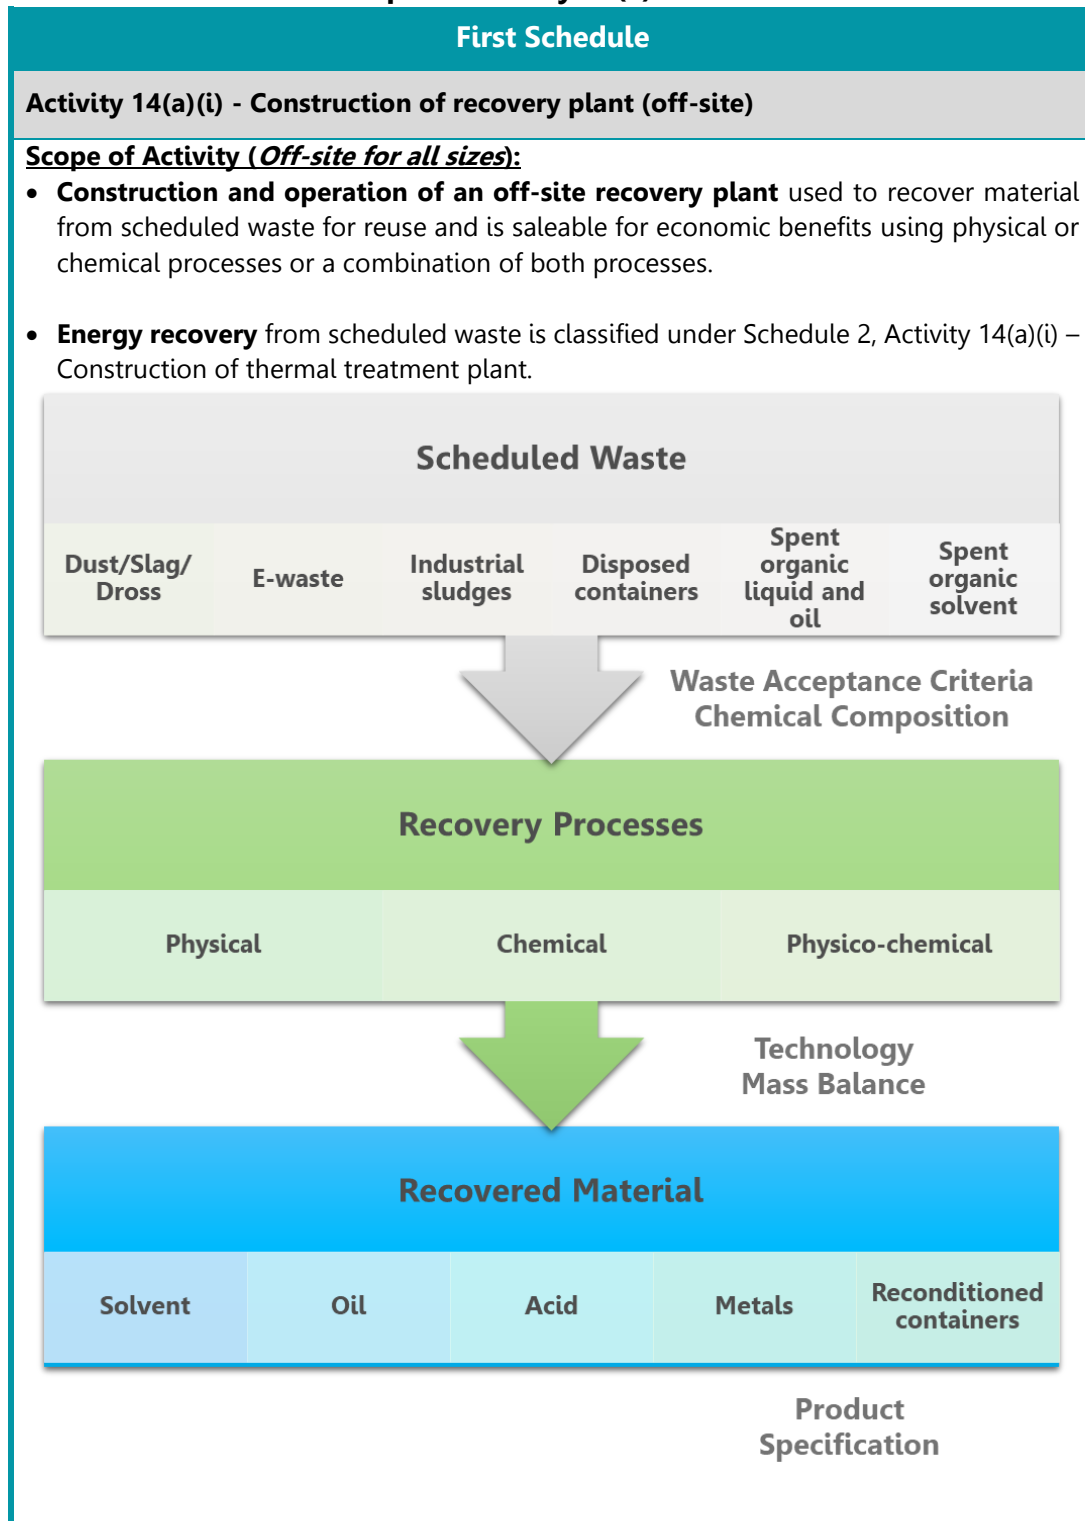 First Schedule
Activity 14(a)(i) - Construction of recovery plant (off-site)
Scope of Activity (Off-site for all sizes):
• Construction and operation of an off-site recovery plant used to recover material
from scheduled waste for reuse and is saleable for economic benefits using physical or
chemical processes or a combination of both processes.
• Energy recovery from scheduled waste is classified under Schedule 2, Activity 14(a)(i) –
Construction of thermal treatment plant.
Scheduled Waste
Dust/Slag/
Dross
E-waste
Industrial
sludges
Disposed
containers
Spent
organic
liquid and
oil
Spent
organic
solvent
Waste Acceptance Criteria
Chemical Composition
Recovery Processes
Physical
Chemical
Physico-chemical
Technology
Mass Balance
Recovered Material
Solvent
Oil
Acid
Metals
Reconditioned
containers
Product
Specification